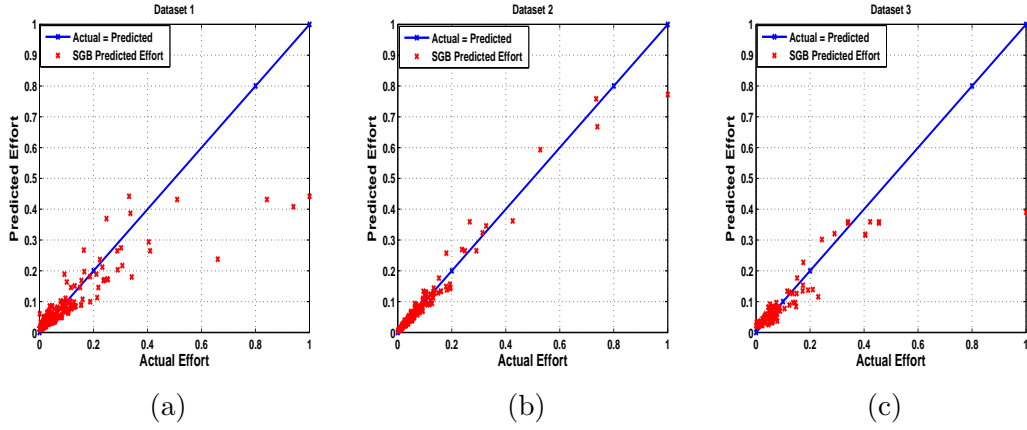 Dataset 1
Actual = Predicted
SGB Predicted Effort
Predicted Effort
1
0.9
0.8
0.7
0.6
0.5
0.4
0.3
0.2
0.1
0
0 0.2 0.4 0.6 0.8 1
Actual Effort
(a)
Dataset 2
Actual = Predicted
SGB Predicted Effort
Predicted Effort
1
0.9
0.8
0.7
0.6
0.5
0.4
0.3
0.2
0.1
0
0 0.2 0.4 0.6 0.8 1
Actual Effort
(b)
Dataset 3
Actual = Predicted
SGB Predicted Effort
Predicted Effort
1
0.9
0.8
0.7
0.6
0.5
0.4
0.3
0.2
0.1
0
0 0.2 0.4 0.6 0.8 1
Actual Effort
(c)